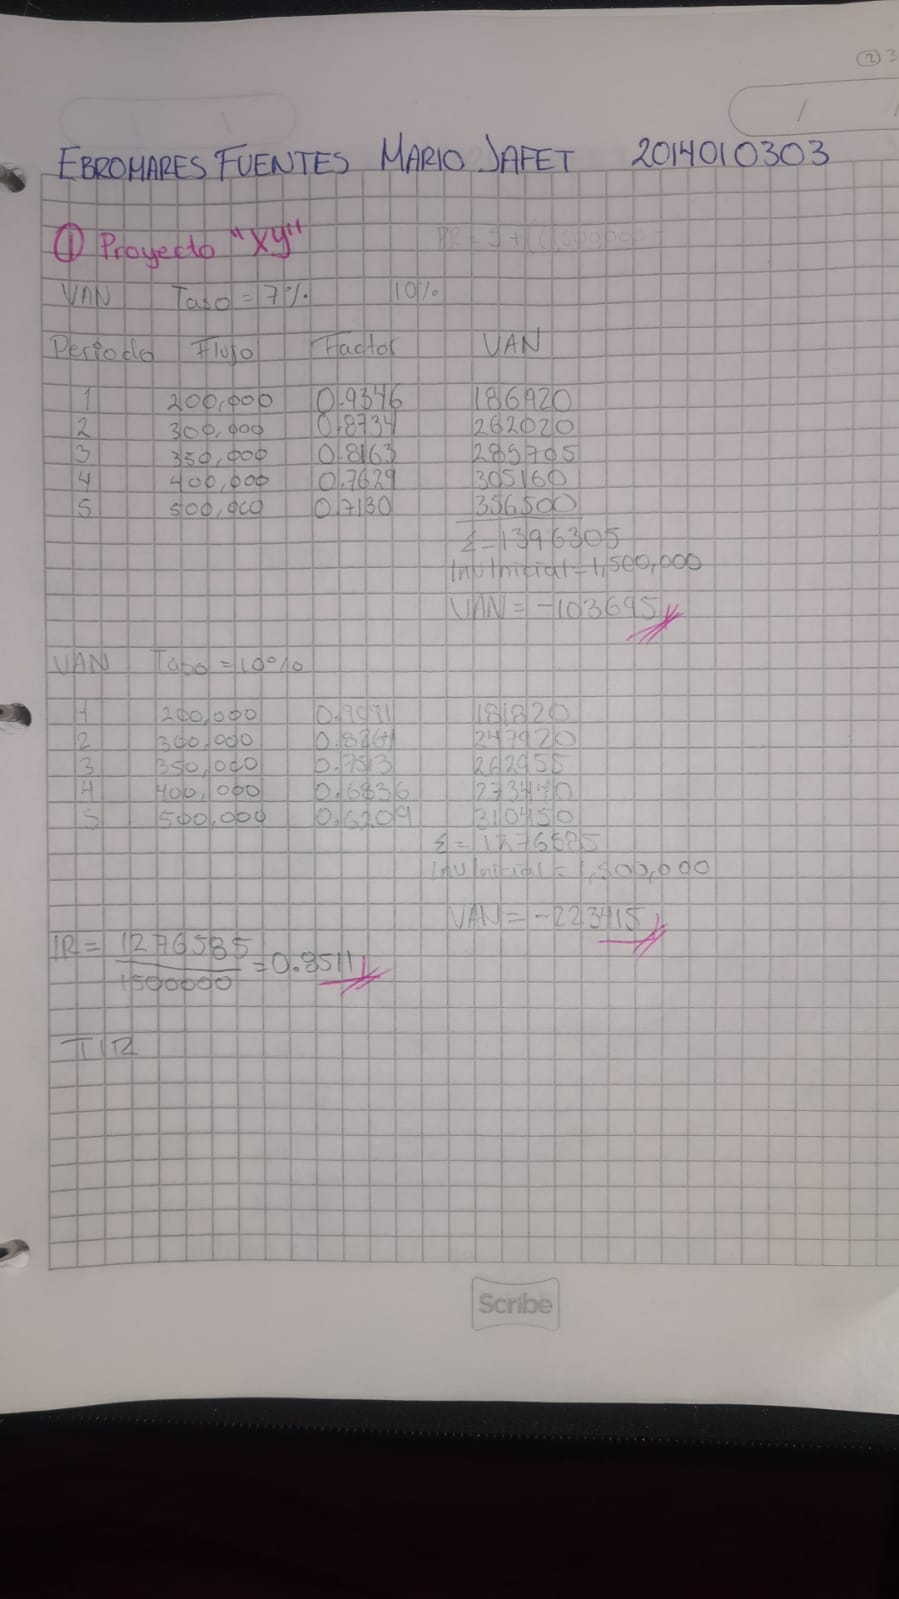 ② 3
EBROMARES FUENTES MARIO JAFET 2014010303
① Proyecto "XY"
VAN Tasa = 7% 10%
Periodo Flujo Factor VAN
1 200,000 0.9346 186920
2 300,000 0.8734 262020
3 350,000 0.8163 285705
4 400,000 0.7629 305160
5 500,000 0.7130 356500
Σ=1396305
Inv Inicial=1,500,000
VAN= -103695
VAN Tasa =10%
1 200,000 0.9091 181820
2 300,000 0.8264 247920
3 350,000 0.7513 262955
4 400,000 0.6836 273440
5 500,000 0.6209 310450
Σ= 1276585
Inv Inicial = 1,500,000
VAN= -223415
IR= 1276585
= 0.8511
1500000
TIR
Scribe